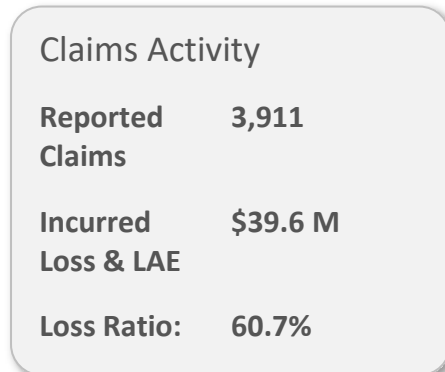 Claims Activity
Reported 3,911
Claims
Incurred $39.6 M
Loss & LAE
Loss Ratio: 60.7%